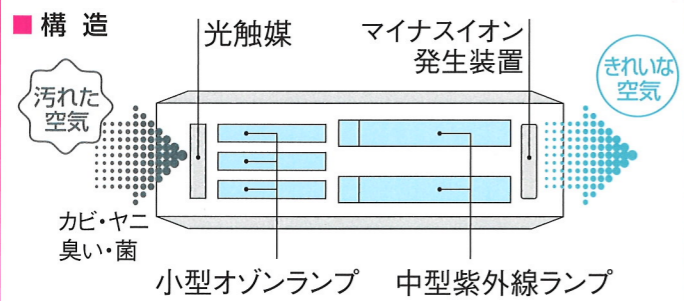 ■ 構 造
光触媒
マイナスイオン
発生装置
汚れた
空気
きれいな
空気
カビ・ヤニ
臭い・菌
小型オゾンランプ
中型紫外線ランプ